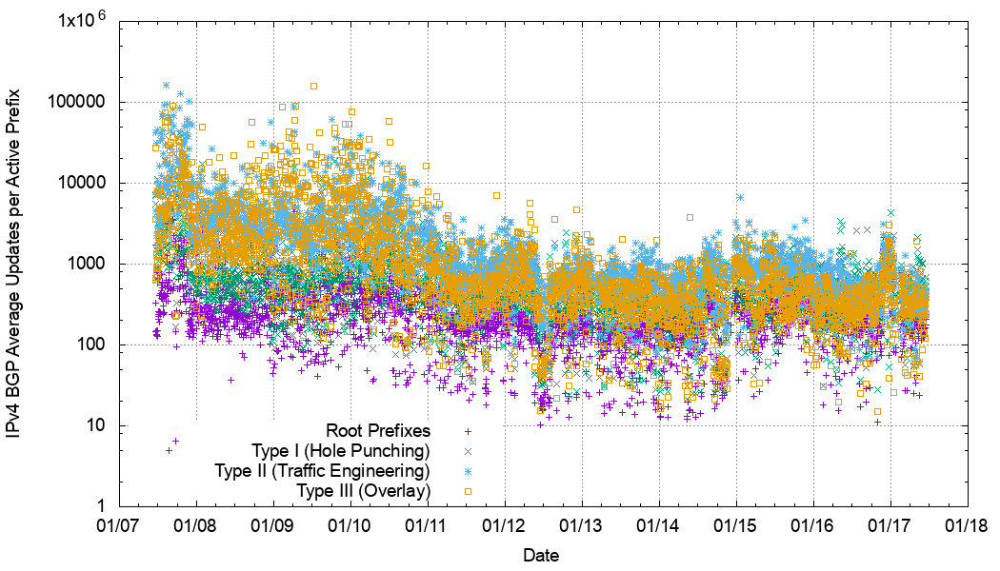 IPv4 BGP Average Updates per Active Prefix
1x10^6
100000
10000
1000
100
10
1
Root Prefixes
Type I (Hole Punching)
Type II (Traffic Engineering)
Type III (Overlay)
01/07 01/08 01/09 01/10 01/11 01/12 01/13 01/14 01/15 01/16 01/17 01/18
Date